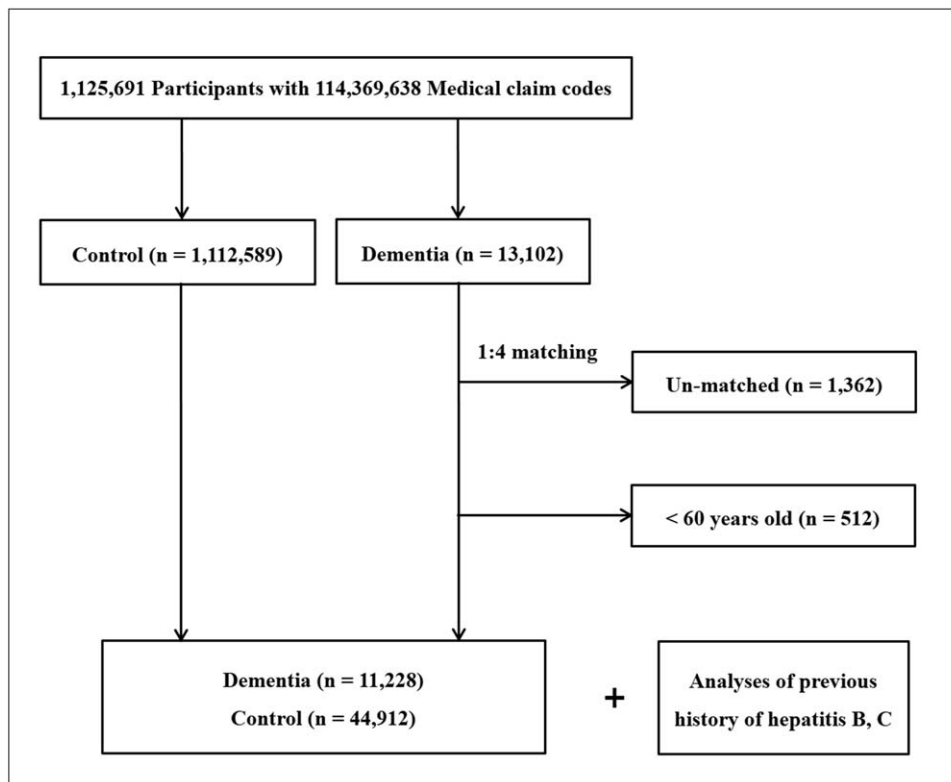 1,125,691 Participants with 114,369,638 Medical claim codes
Control (n = 1,112,589)
Dementia (n = 13,102)
1:4 matching
Un-matched (n = 1,362)
< 60 years old (n = 512)
Dementia (n = 11,228)
Control (n = 44,912)
+
Analyses of previous
history of hepatitis B, C